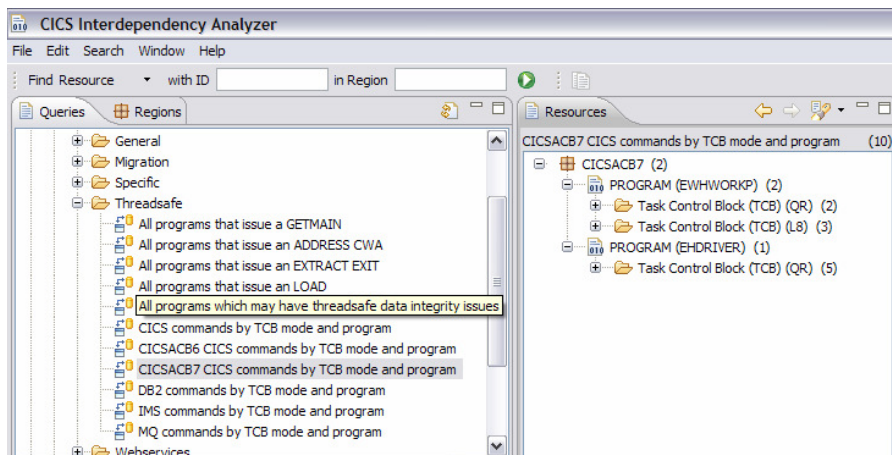 CICS Interdependency Analyzer
File Edit Search Window Help
Find Resource with ID in Region
Queries Regions
General
Migration
Specific
Threadsafe
All programs that issue a GETMAIN
All programs that issue an ADDRESS CWA
All programs that issue an EXTRACT EXIT
All programs that issue an LOAD
All programs which may have threadsafe data integrity issues
CICS commands by TCB mode and program
CICSACB6 CICS commands by TCB mode and program
CICSACB7 CICS commands by TCB mode and program
DB2 commands by TCB mode and program
IMS commands by TCB mode and program
MQ commands by TCB mode and program
Webservices
Resources
CICSACB7 CICS commands by TCB mode and program (10)
CICSACB7 (2)
PROGRAM (EWHWORKP) (2)
Task Control Block (TCB) (QR) (2)
Task Control Block (TCB) (L8) (3)
PROGRAM (EHDRIVER) (1)
Task Control Block (TCB) (QR) (5)